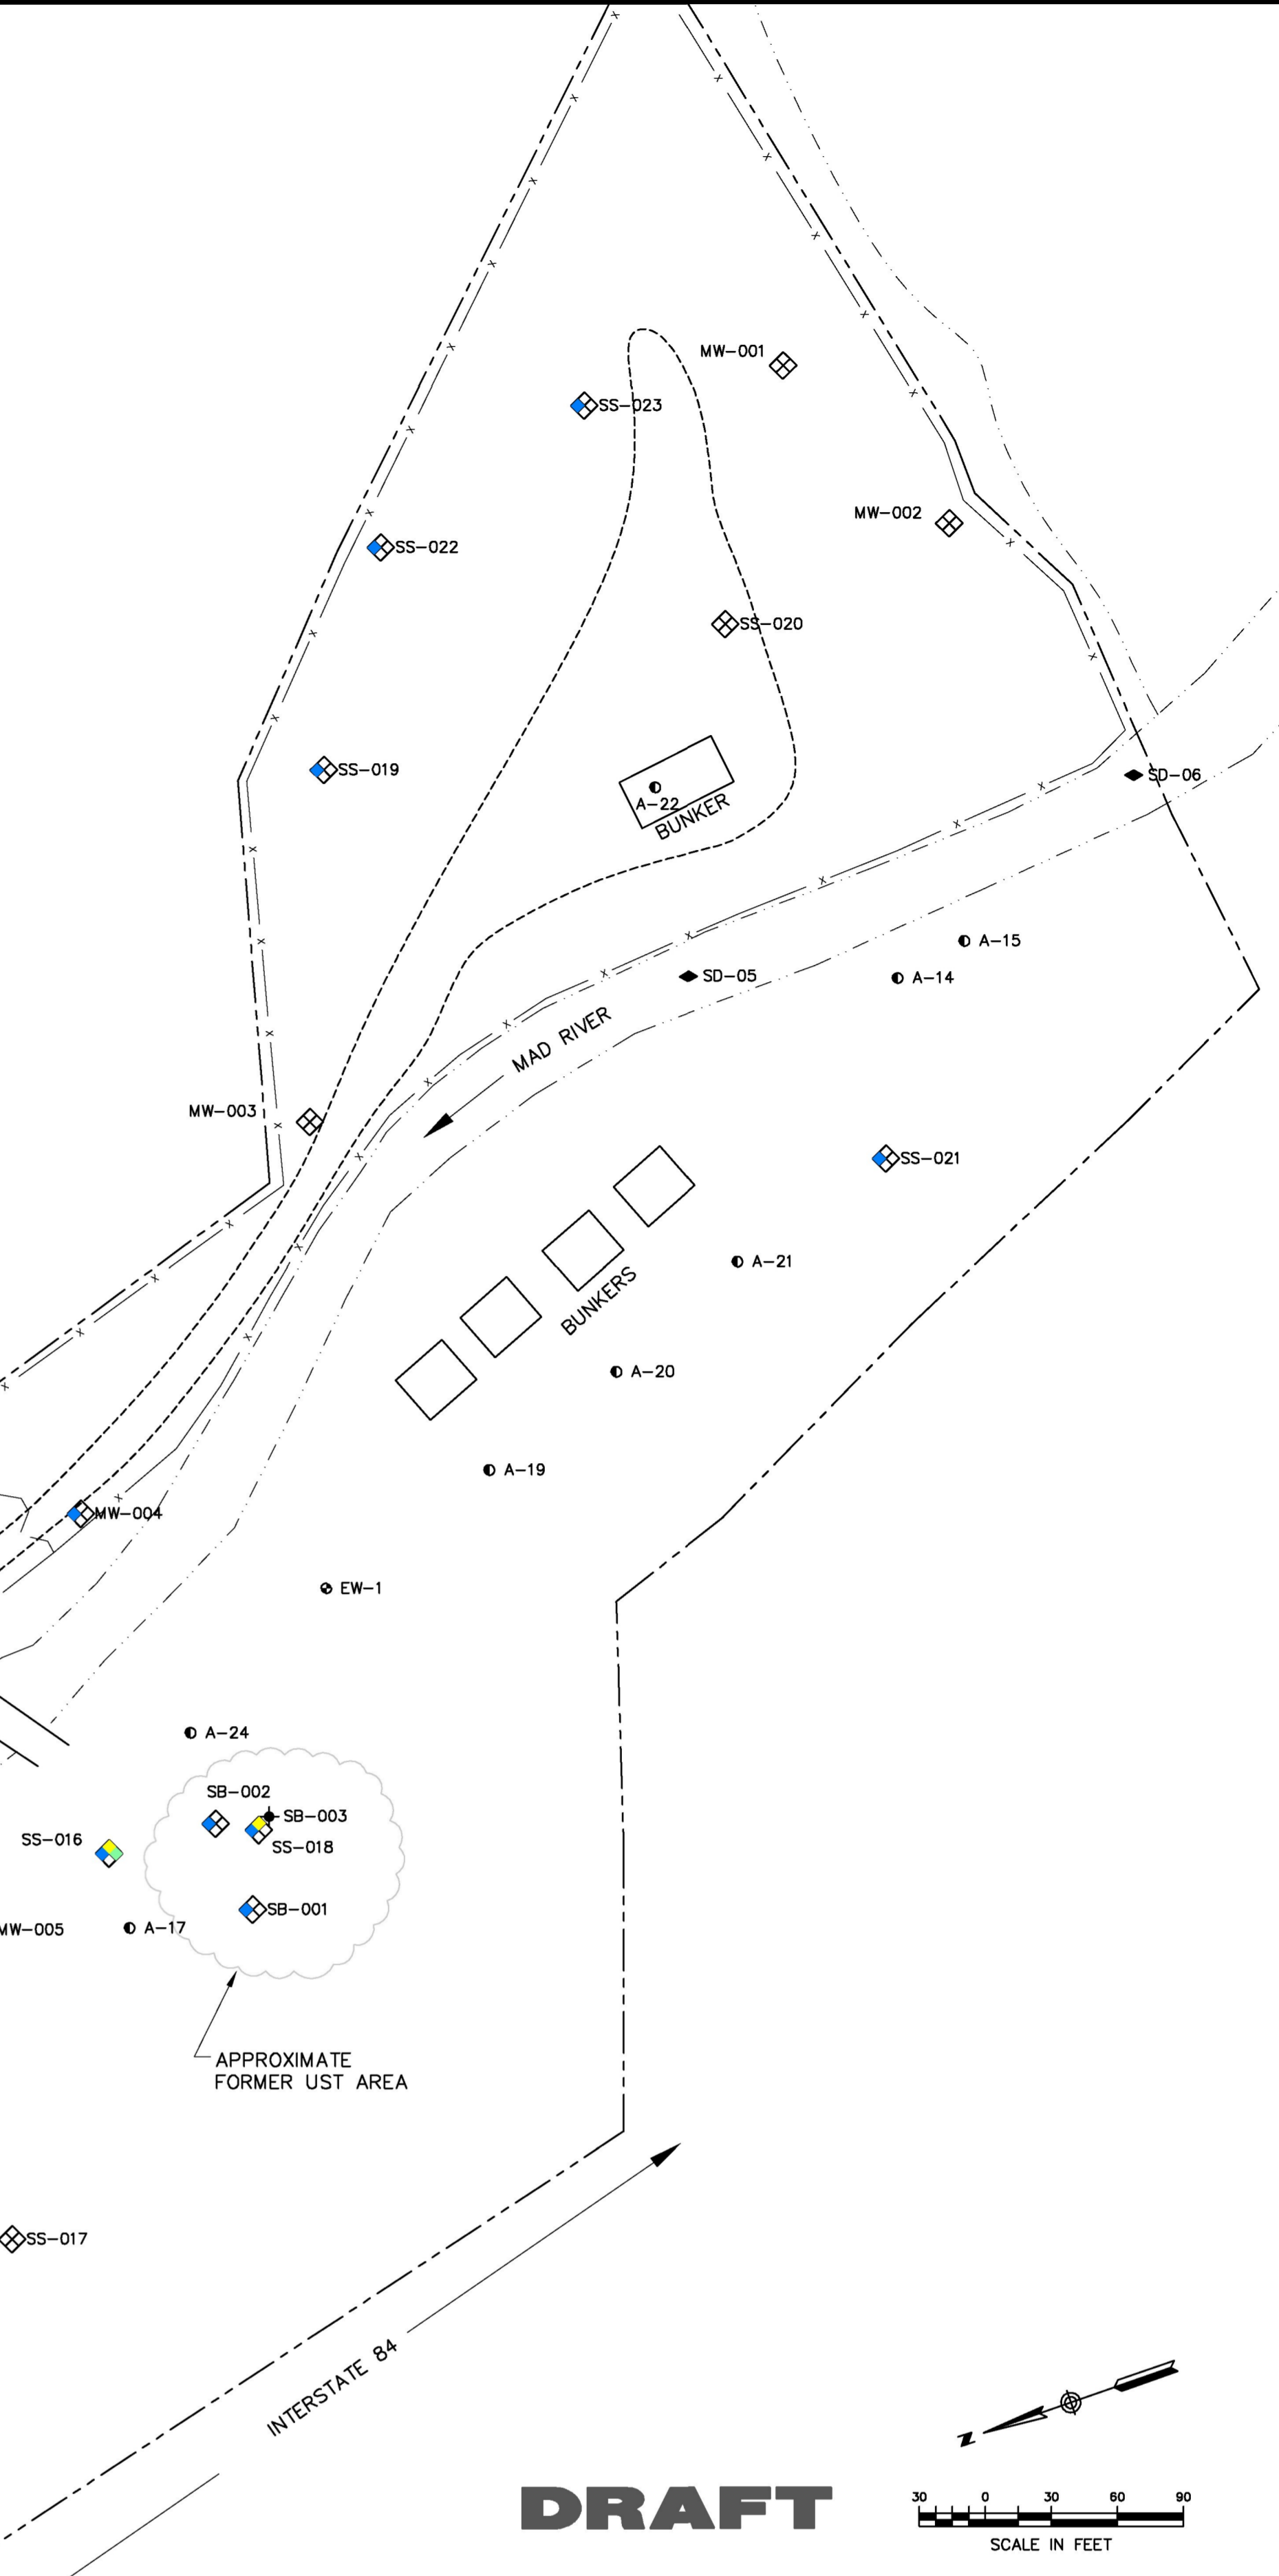 MW-001
SS-023
MW-002
SS-022
SS-020
SS-019
SD-06
A-22
BUNKER
A-15
SD-05
A-14
MAD RIVER
MW-003
SS-021
A-21
BUNKERS
A-20
A-19
MW-004
EW-1
A-24
SB-002
SB-003
SS-016
SS-018
SB-001
MW-005
A-17
APPROXIMATE
FORMER UST AREA
SS-017
INTERSTATE 84
N
DRAFT
30 0 30 60 90
SCALE IN FEET